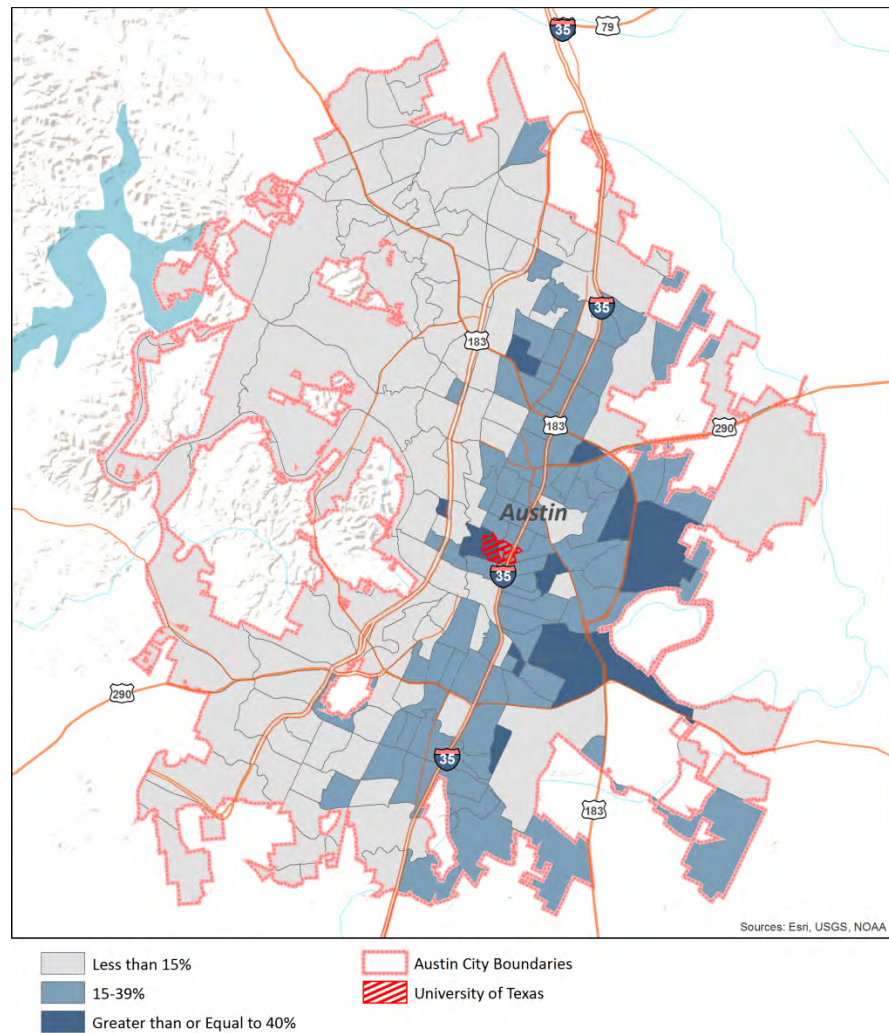 35
79
35
183
183
290
Austin
35
290
35
183
Sources: Esri, USGS, NOAA
Less than 15%
15-39%
Greater than or Equal to 40%
Austin City Boundaries
University of Texas